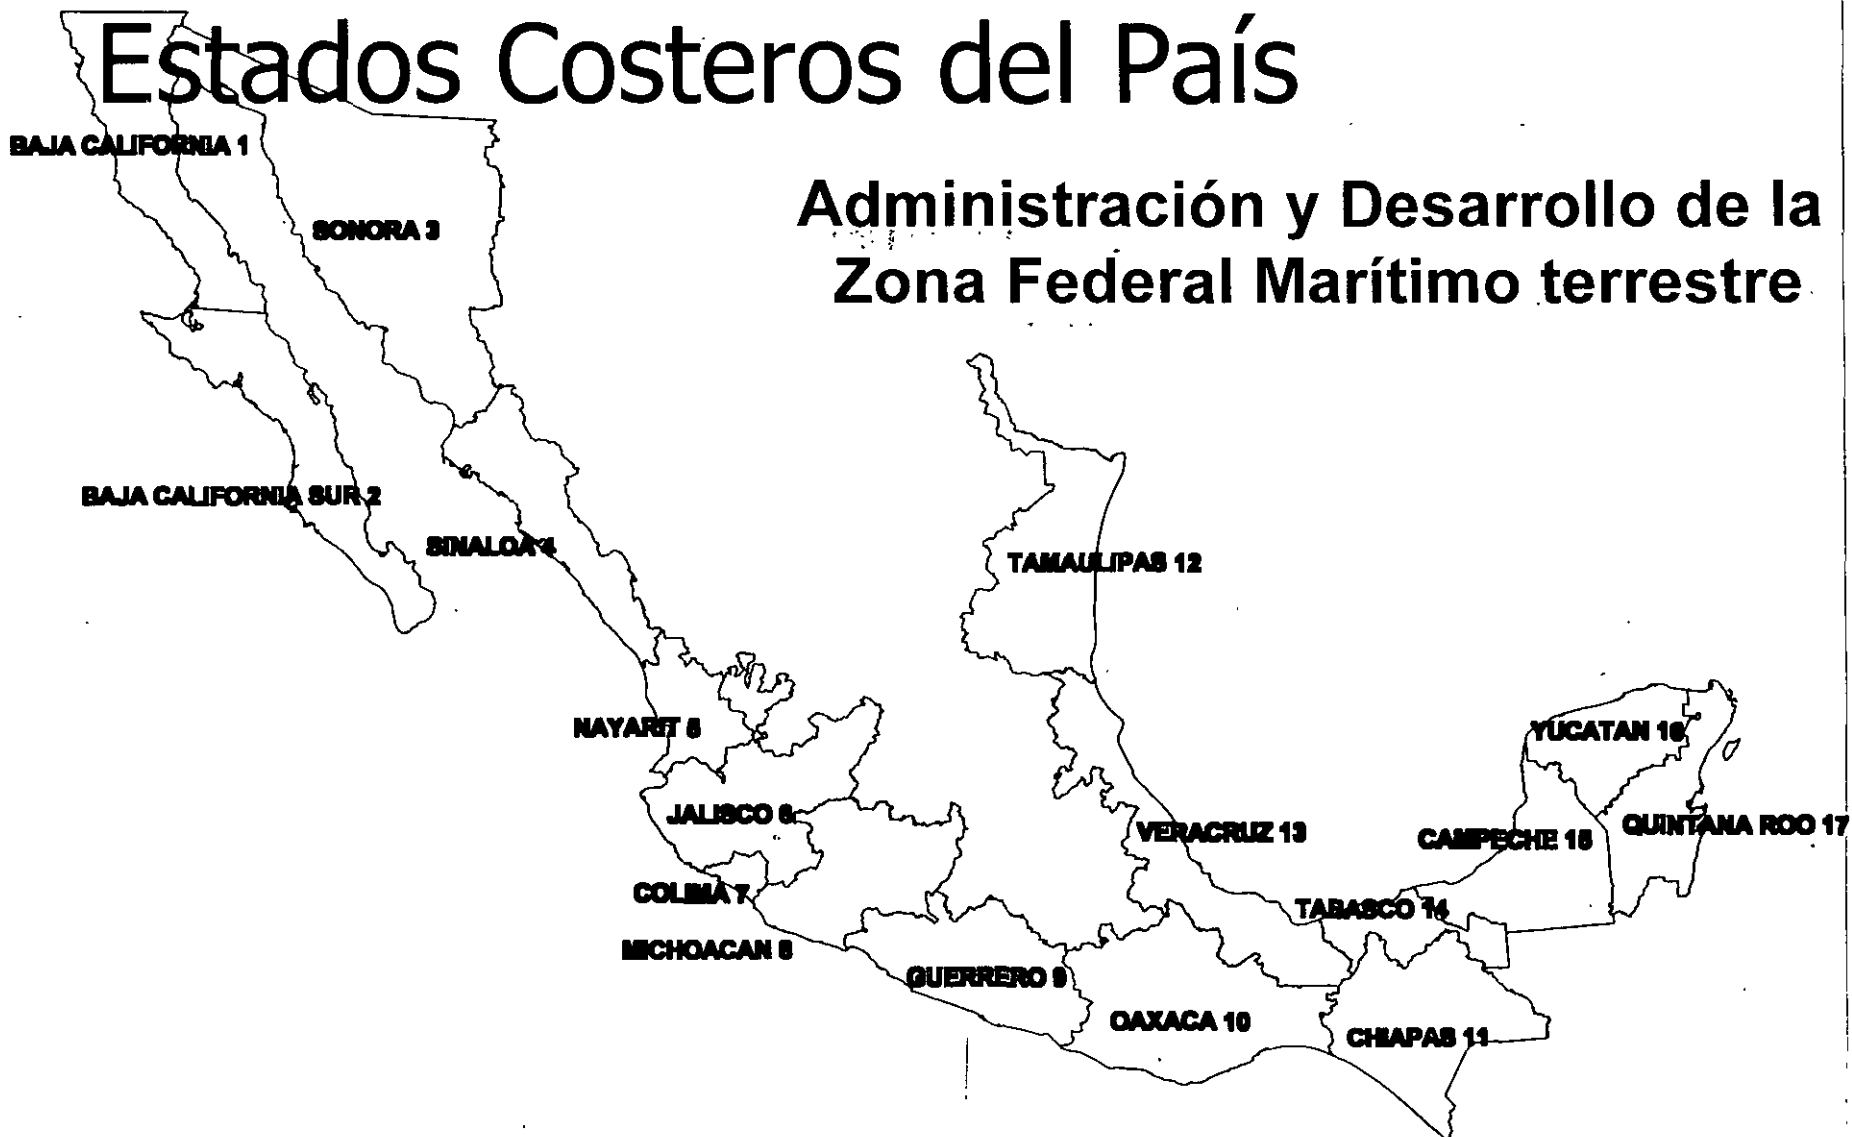 Estados Costeros del País
BAJA CALIFORNIA 1
Administración y Desarrollo de la
Zona Federal Marítimo terrestre
SONORA 3
BAJA CALIFORNIA SUR 2
SINALOA 4
TAMAULIPAS 12
NAYARIT 5
YUCATAN 16
JALISCO 6
VERACRUZ 13
CAMPECHE 15
QUINTANA ROO 17
COLIMA 7
TABASCO 14
MICHOACAN 8
GUERRERO 9
OAXACA 10
CHIAPAS 11